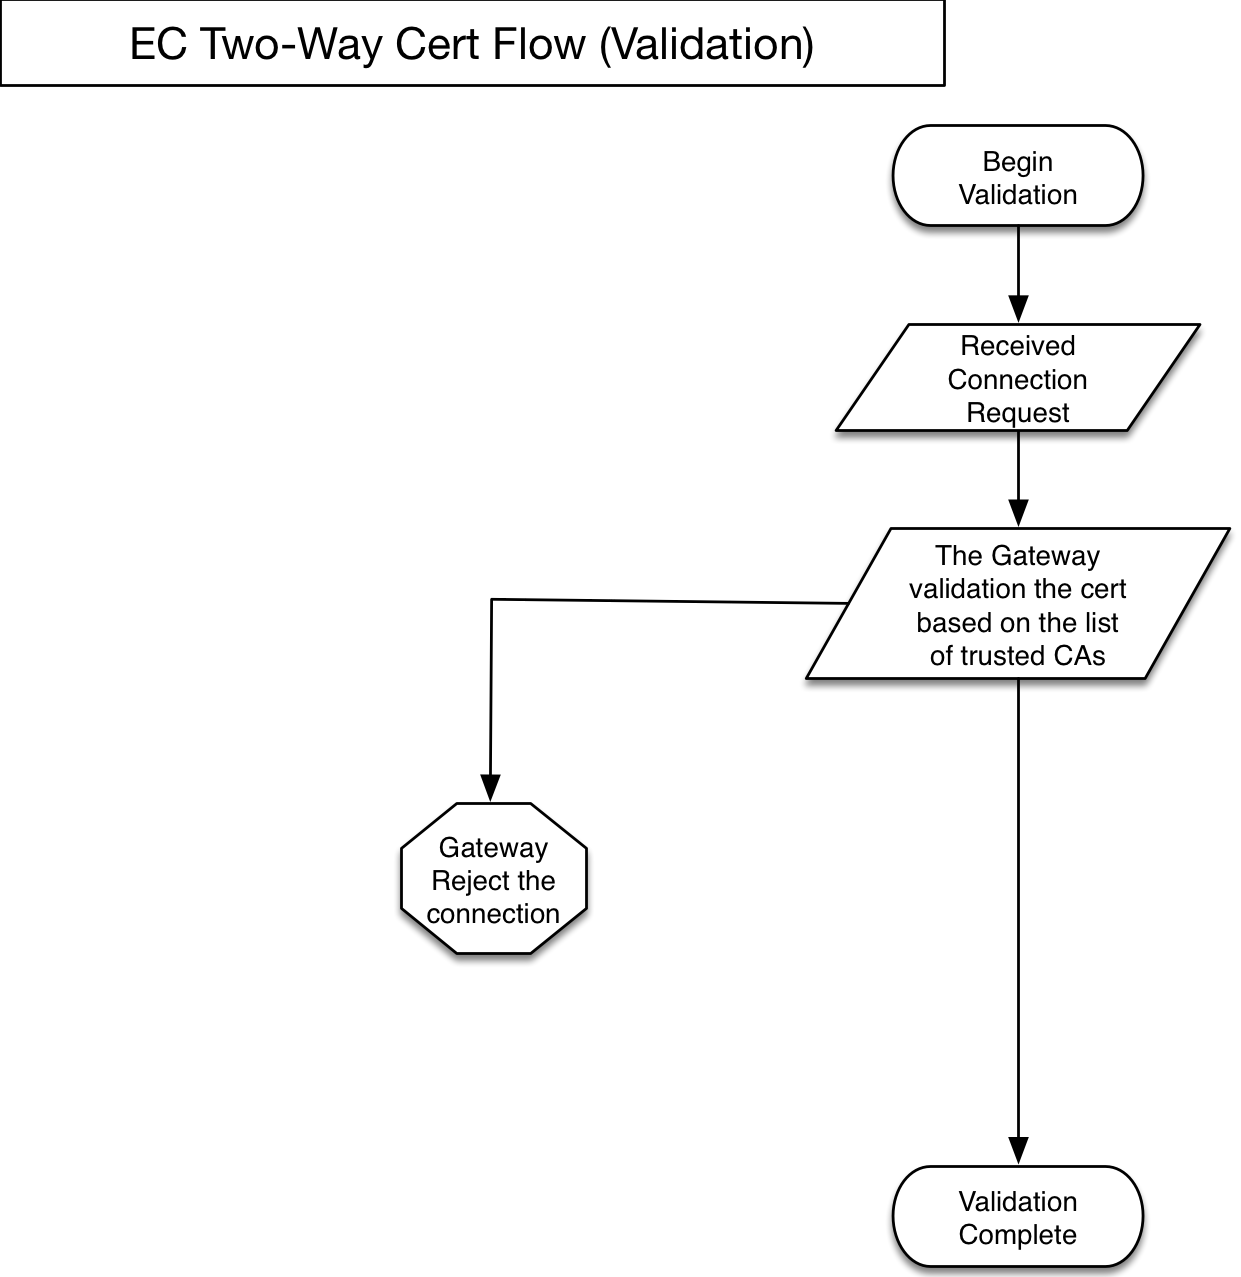 EC Two-Way Cert Flow (Validation)
Begin
Validation
Received
Connection
Request
The Gateway
validation the cert
based on the list
of trusted CAs
Gateway
Reject the
connection
Validation
Complete